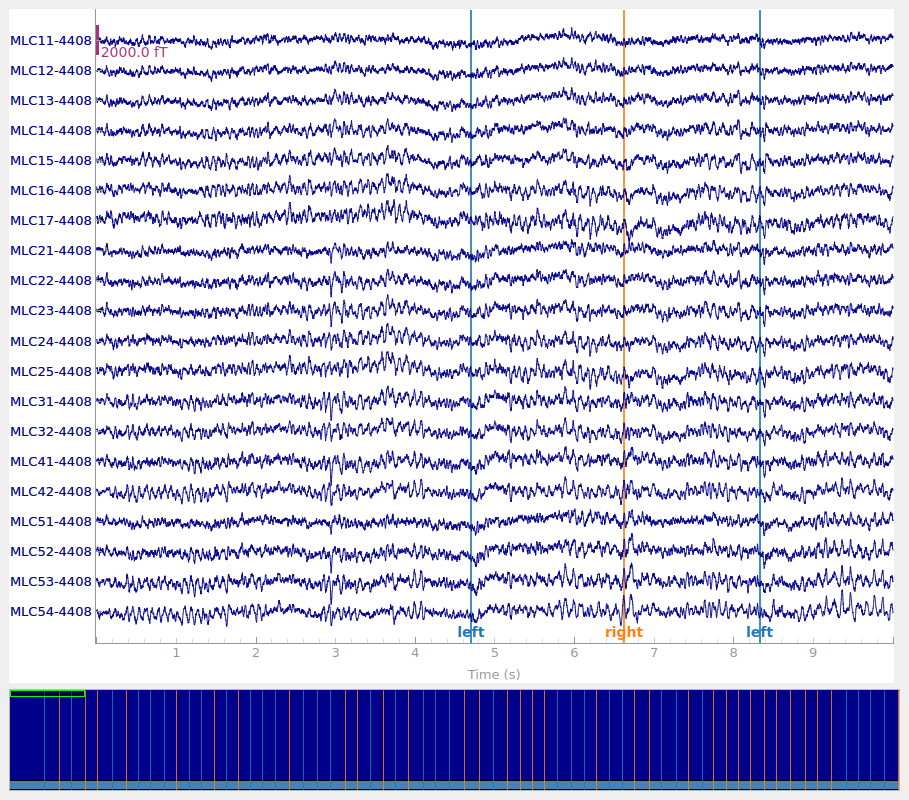 MLC11-4408
2000.0 fT
MLC12-4408
MLC13-4408
MLC14-4408
MLC15-4408
MLC16-4408
MLC17-4408
MLC21-4408
MLC22-4408
MLC23-4408
MLC24-4408
MLC25-4408
MLC31-4408
MLC32-4408
MLC41-4408
MLC42-4408
MLC51-4408
MLC52-4408
MLC53-4408
MLC54-4408
left right left
1 2 3 4 5 6 7 8 9
Time (s)